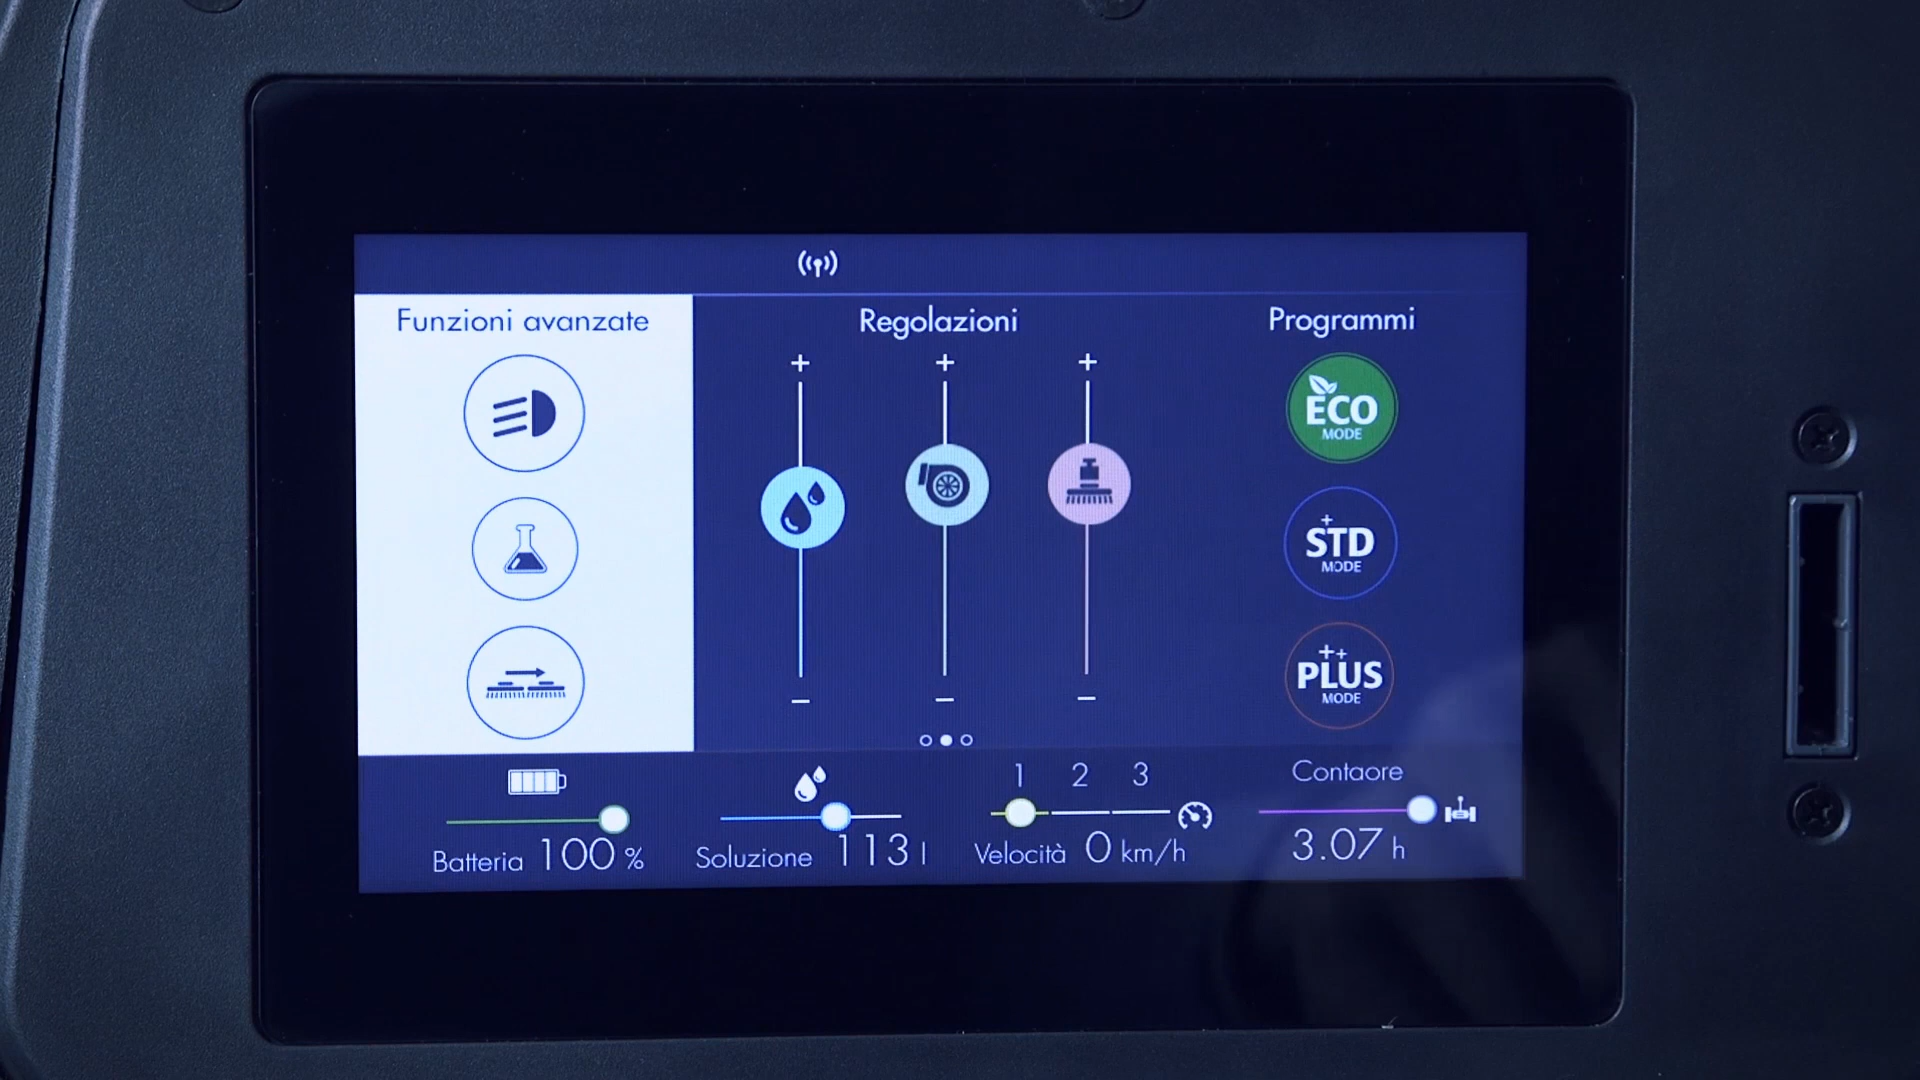 Funzioni avanzate
Regolazioni
Programmi
+ + +
ECO
MODE
+
STD
MODE
++
PLUS
MODE
− − −
1 2 3
Contaore
Batteria 100 %
Soluzione 113 l
Velocità 0 km/h
3.07 h